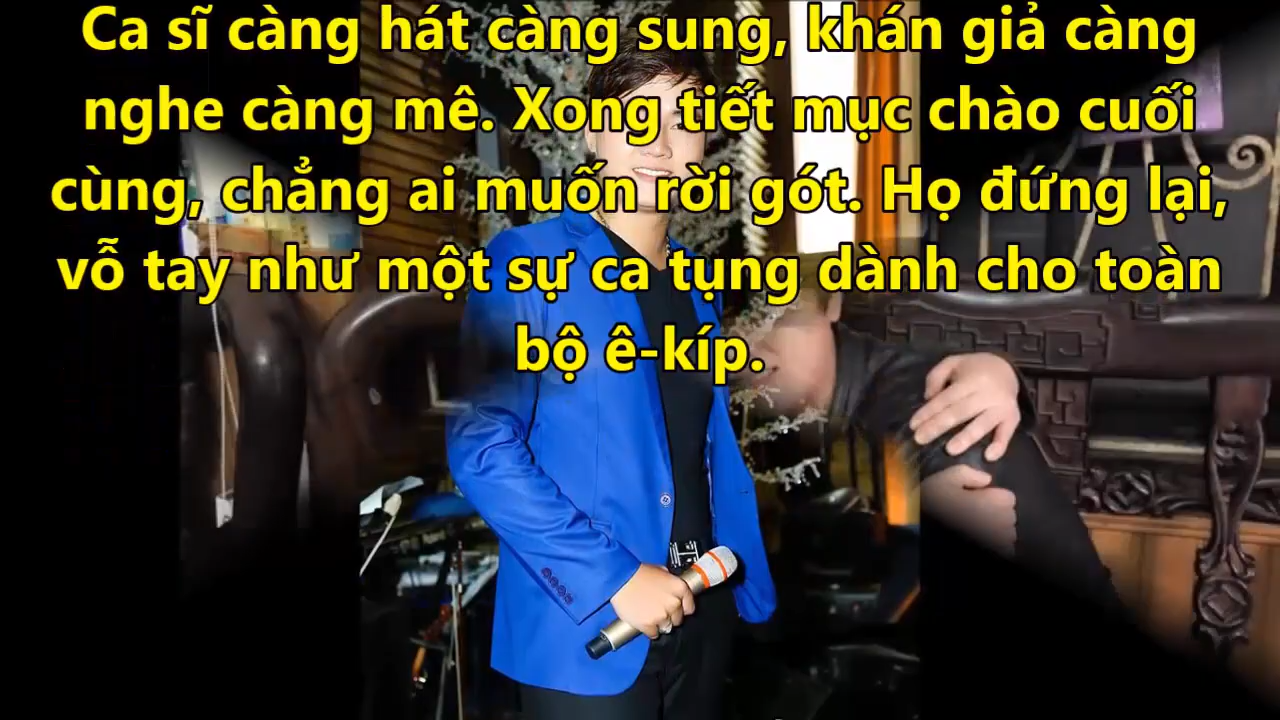 Ca sĩ càng hát càng sung, khán giả càng
nghe càng mê. Xong tiết mục chào cuối
cùng, chẳng ai muốn rời gót. Họ đứng lại,
vỗ tay như một sự ca tụng dành cho toàn
bộ ê-kíp.